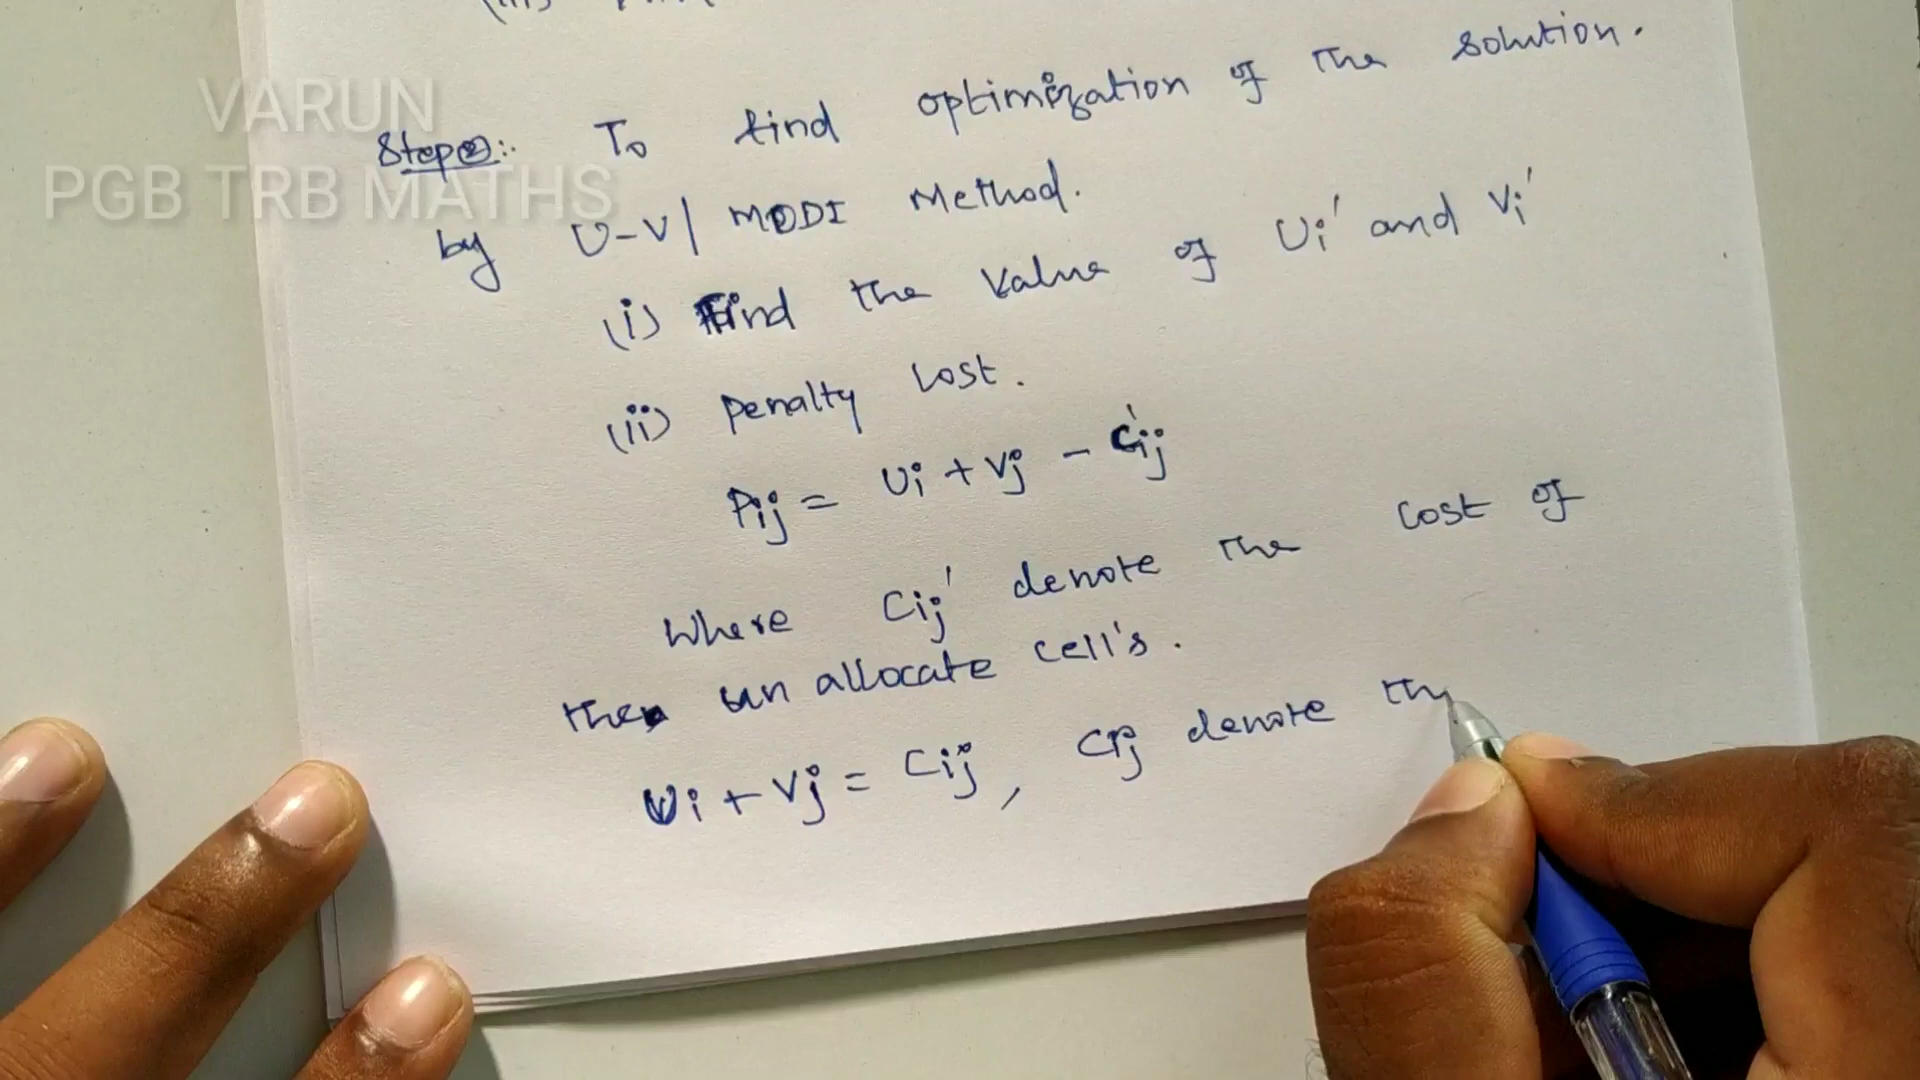 VARUN
PGB TRB MATHS
Step②:. To find optimization of the solution.
by U-V| MODI Method.
(i) Find the value of Ui' and Vi'
(ii) Penalty Cost.
Pij = Ui + Vj - C'ij
Where Cij' denote the cost of
the un allocate cell's.
Ui + Vj = Cij, Cij denote th